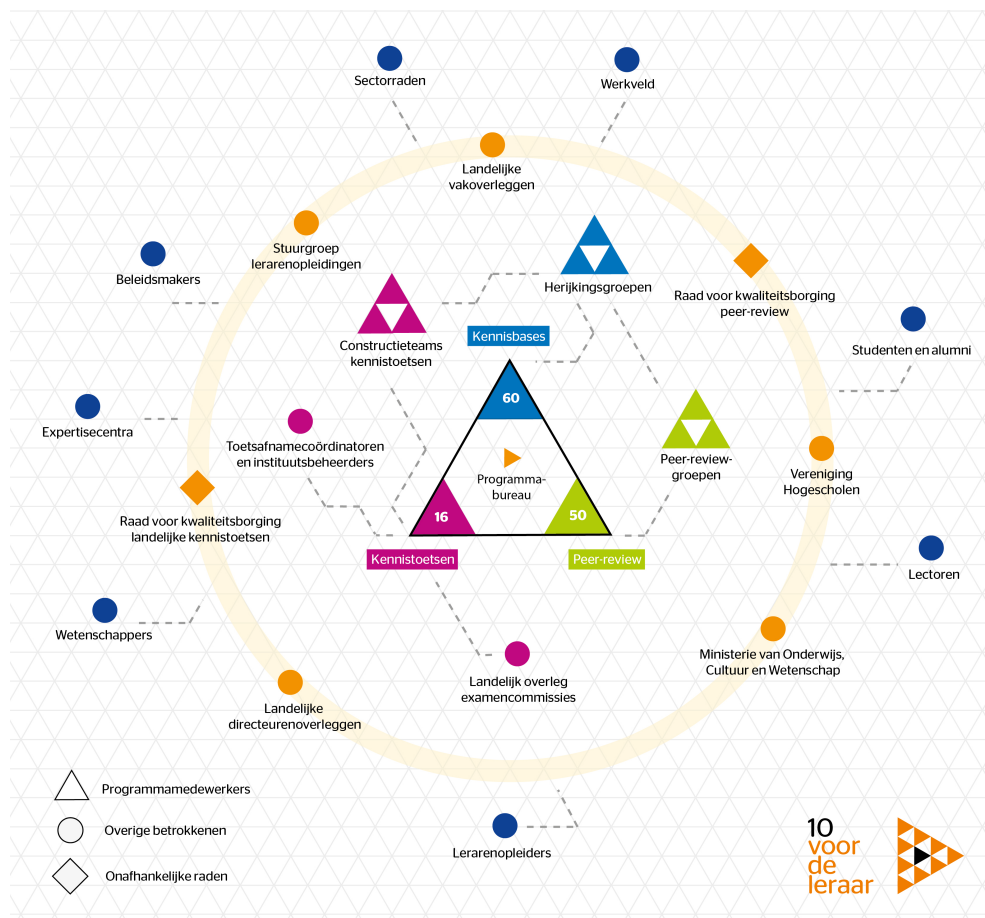 Sectorraden
Werkveld
Landelijke
vakoverleggen
Stuurgroep
lerarenopleidingen
Beleidsmakers
Herijkingsgroepen
Raad voor kwaliteitsborging
peer-review
Constructieteams
kennistoetsen
Kennisbases
Studenten en alumni
60
Expertisecentra
Toetsafnamecoördinatoren
en instituutsbeheerders
Programma-
bureau
Peer-review-
groepen
Vereniging
Hogescholen
Raad voor kwaliteitsborging
landelijke kennistoetsen
16
50
Kennistoetsen
Peer-review
Lectoren
Wetenschappers
Ministerie van Onderwijs,
Cultuur en Wetenschap
Landelijk overleg
examencommissies
Landelijke
directeurenoverleggen
Programmamedewerkers
Overige betrokkenen
Onafhankelijke raden
Lerarenopleiders
10
voor
de
leraar